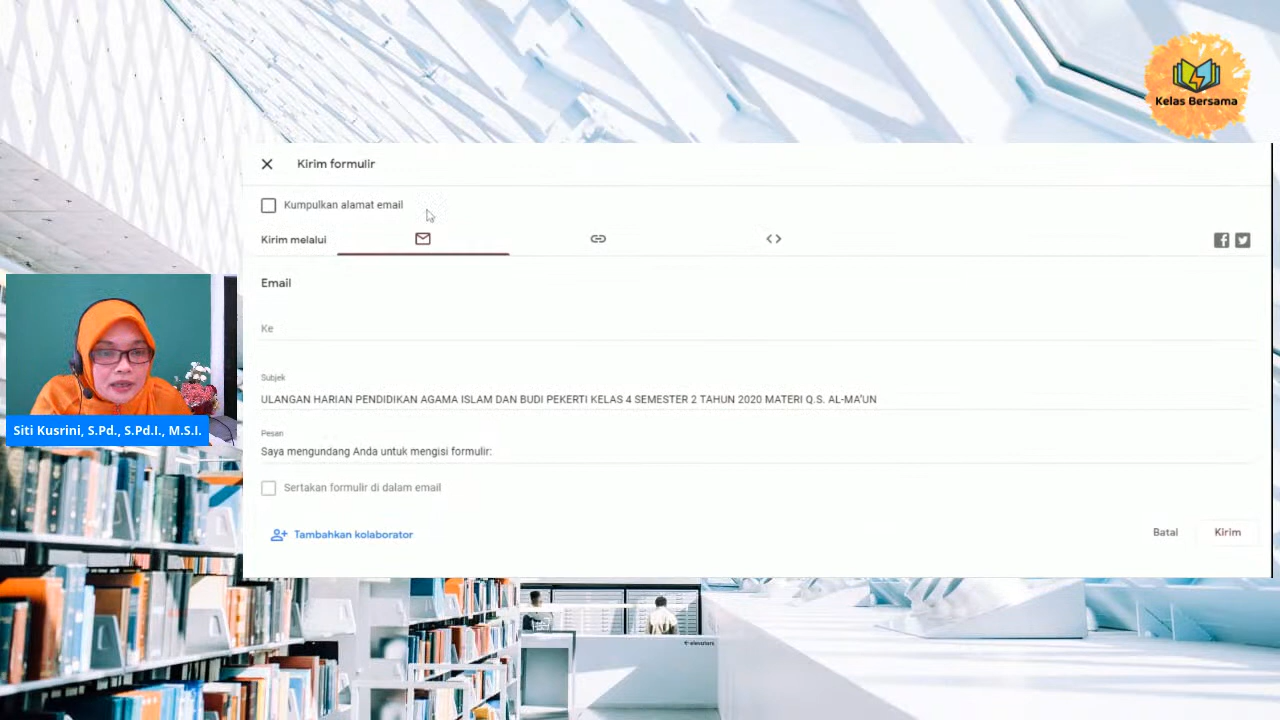 Kelas Bersama
Kirim formulir
Kumpulkan alamat email
Kirim melalui
Email
Ke
Subjek
ULANGAN HARIAN PENDIDIKAN AGAMA ISLAM DAN BUDI PEKERTI KELAS 4 SEMESTER 2 TAHUN 2020 MATERI Q.S. AL-MA'UN
Pesan
Saya mengundang Anda untuk mengisi formulir:
Sertakan formulir di dalam email
Tambahkan kolaborator
Batal
Kirim
Siti Kusrini, S.Pd., S.Pd.I., M.S.I.
elevators